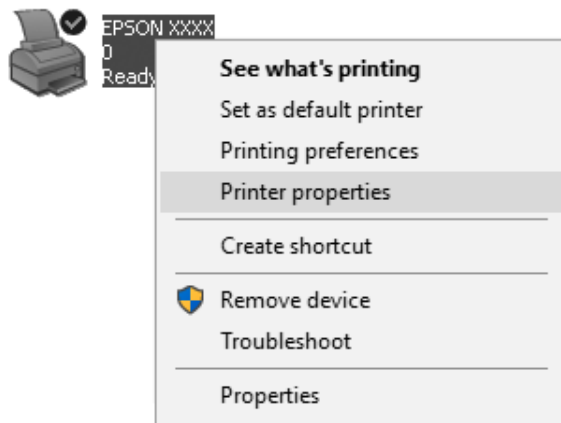 EPSON XXXX
0
Ready
See what's printing
Set as default printer
Printing preferences
Printer properties
Create shortcut
Remove device
Troubleshoot
Properties